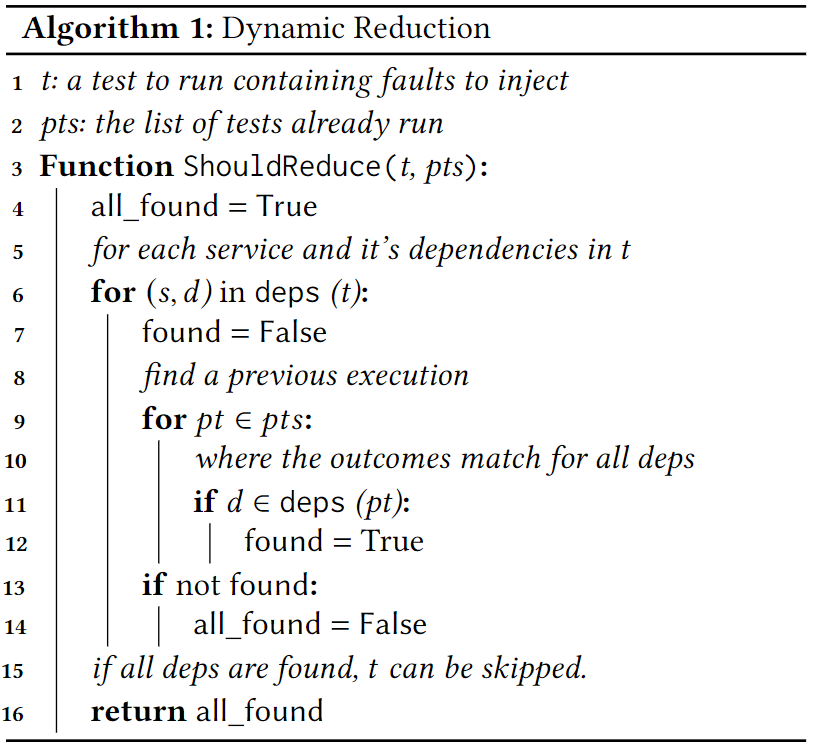 Algorithm 1: Dynamic Reduction
1 t: a test to run containing faults to inject
2 pts: the list of tests already run
3 Function ShouldReduce(t, pts):
4 all_found = True
5 for each service and it's dependencies in t
6 for (s, d) in deps (t):
7 found = False
8 find a previous execution
9 for pt ∈ pts:
10 where the outcomes match for all deps
11 if d ∈ deps (pt):
12 found = True
13 if not found:
14 all_found = False
15 if all deps are found, t can be skipped.
16 return all_found